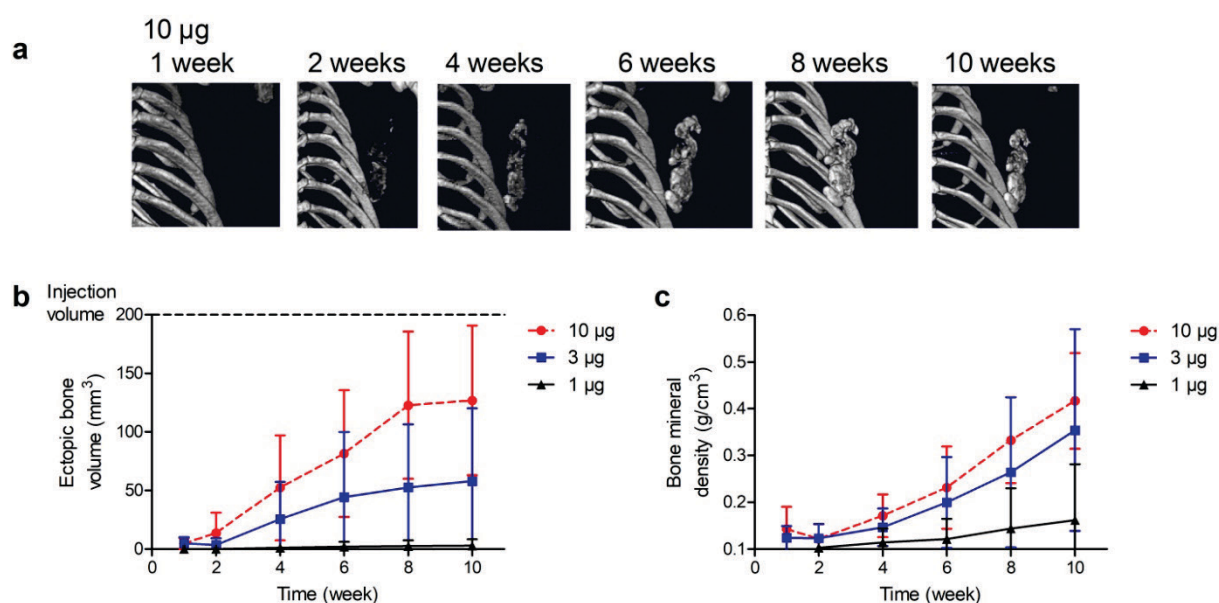 a
10 µg
1 week
2 weeks
4 weeks
6 weeks
8 weeks
10 weeks
b
Injection
volume
200
150
100
50
0
Ectopic bone
volume (mm³)
0
2
4
6
8
10
Time (week)
10 µg
3 µg
1 µg
c
0.6
0.5
0.4
0.3
0.2
0.1
Bone mineral
density (g/cm³)
0
2
4
6
8
10
Time (week)
10 µg
3 µg
1 µg